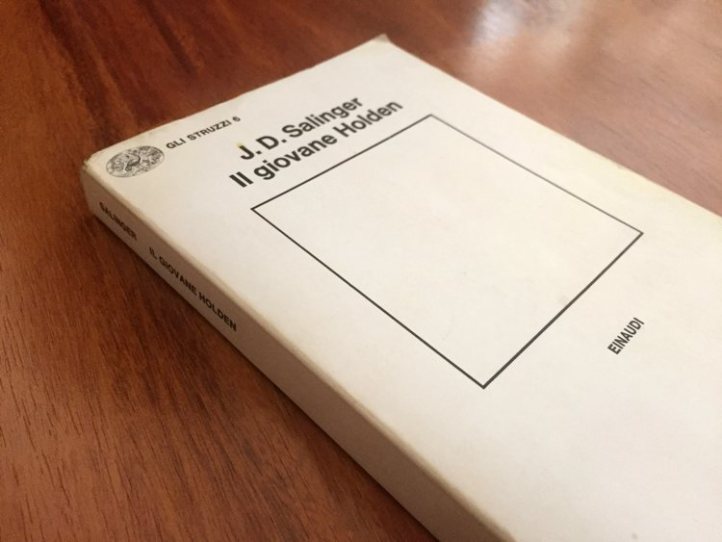 GLI STRUZZI 6
J. D. Salinger
Il giovane Holden
EINAUDI
SALINGER IL GIOVANE HOLDEN